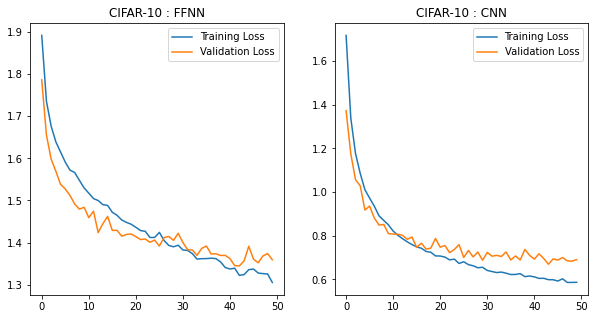 CIFAR-10 : FFNN
Training Loss
Validation Loss
1.9
1.8
1.7
1.6
1.5
1.4
1.3
0 10 20 30 40 50
CIFAR-10 : CNN
Training Loss
Validation Loss
1.6
1.4
1.2
1.0
0.8
0.6
0 10 20 30 40 50